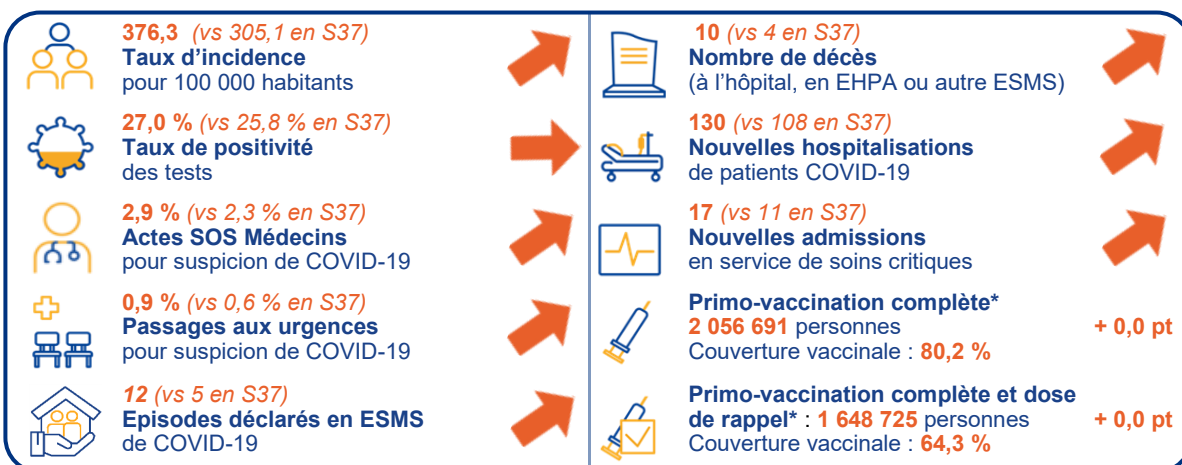 376,3 (vs 305,1 en S37)
Taux d’incidence
pour 100 000 habitants
27,0 % (vs 25,8 % en S37)
Taux de positivité
des tests
2,9 % (vs 2,3 % en S37)
Actes SOS Médecins
pour suspicion de COVID-19
0,9 % (vs 0,6 % en S37)
Passages aux urgences
pour suspicion de COVID-19
12 (vs 5 en S37)
Episodes déclarés en ESMS
de COVID-19
10 (vs 4 en S37)
Nombre de décès
(à l’hôpital, en EHPA ou autre ESMS)
130 (vs 108 en S37)
Nouvelles hospitalisations
de patients COVID-19
17 (vs 11 en S37)
Nouvelles admissions
en service de soins critiques
Primo-vaccination complète*
2 056 691 personnes + 0,0 pt
Couverture vaccinale : 80,2 %
Primo-vaccination complète et dose
de rappel* : 1 648 725 personnes + 0,0 pt
Couverture vaccinale : 64,3 %